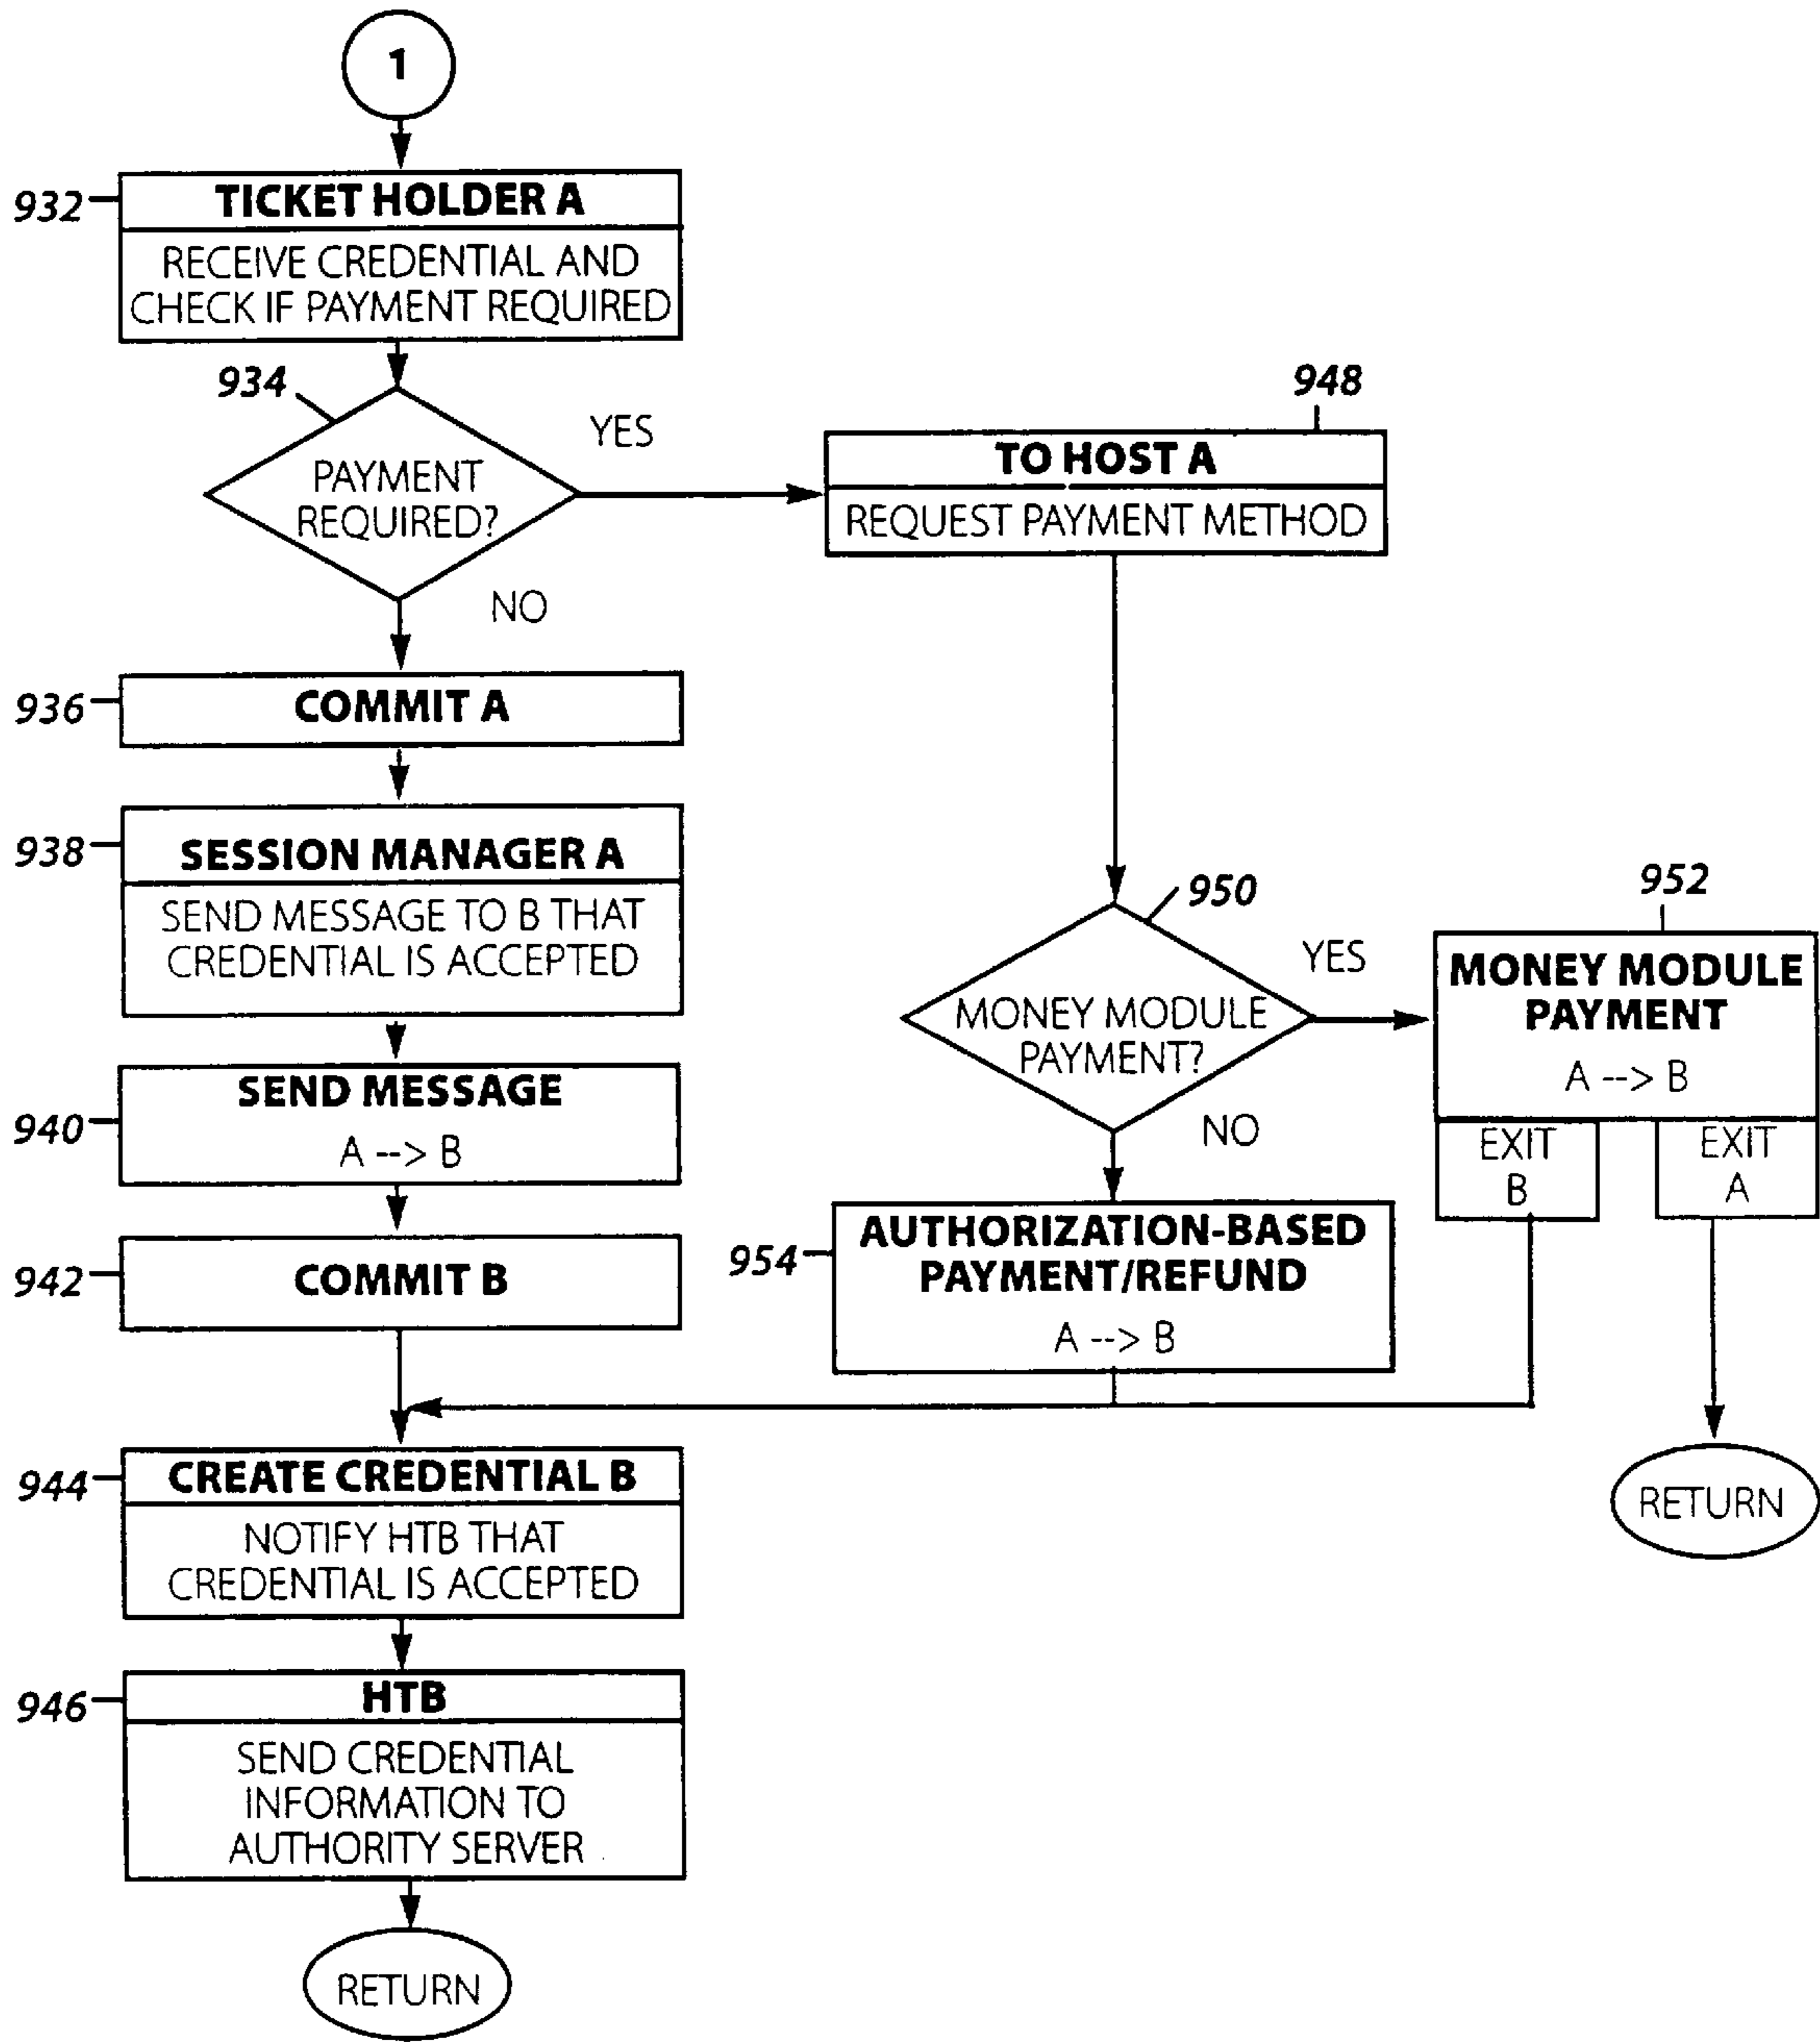 1
932
TICKET HOLDER A
RECEIVE CREDENTIAL AND
CHECK IF PAYMENT REQUIRED
934
PAYMENT
REQUIRED?
YES
NO
948
TO HOST A
REQUEST PAYMENT METHOD
936
COMMIT A
938
SESSION MANAGER A
SEND MESSAGE TO B THAT
CREDENTIAL IS ACCEPTED
940
SEND MESSAGE
A --> B
942
COMMIT B
950
MONEY MODULE
PAYMENT?
YES
NO
952
MONEY MODULE
PAYMENT
A --> B
EXIT
B
EXIT
A
RETURN
954
AUTHORIZATION-BASED
PAYMENT/REFUND
A --> B
944
CREATE CREDENTIAL B
NOTIFY HTB THAT
CREDENTIAL IS ACCEPTED
946
HTB
SEND CREDENTIAL
INFORMATION TO
AUTHORITY SERVER
RETURN